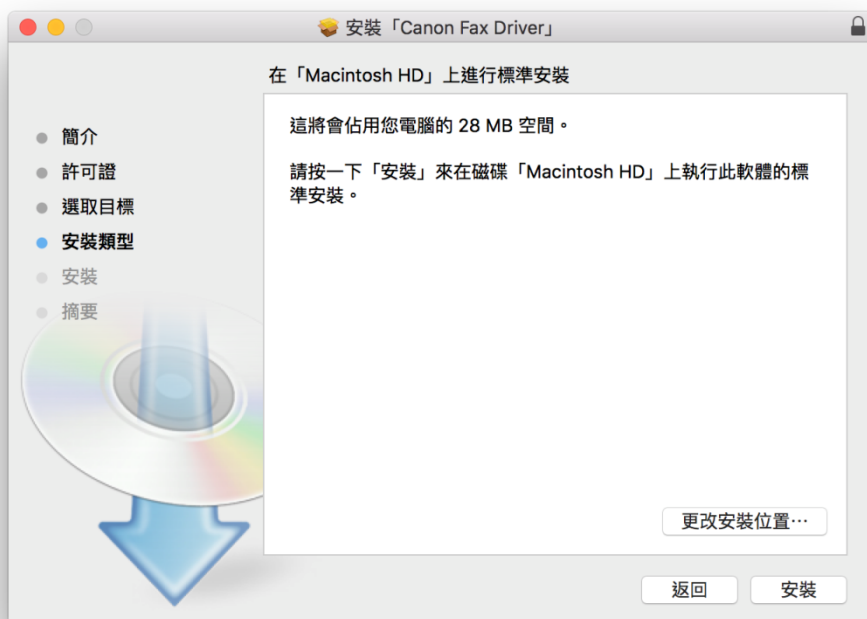 安裝「Canon Fax Driver」
在「Macintosh HD」上進行標準安裝
簡介
許可證
選取目標
安裝類型
安裝
摘要
這將會佔用您電腦的 28 MB 空間。
請按一下「安裝」來在磁碟「Macintosh HD」上執行此軟體的標
準安裝。
更改安裝位置⋯
返回
安裝